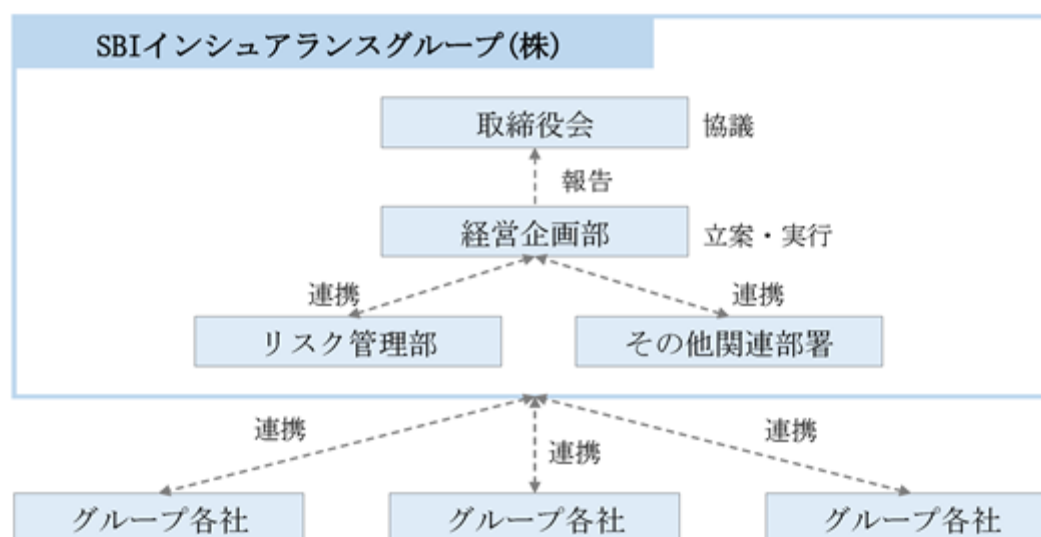 SBIインシュアランスグループ(株)
取締役会 協議
報告
経営企画部 立案・実行
連携 連携
リスク管理部 その他関連部署
連携 連携 連携
グループ各社 グループ各社 グループ各社